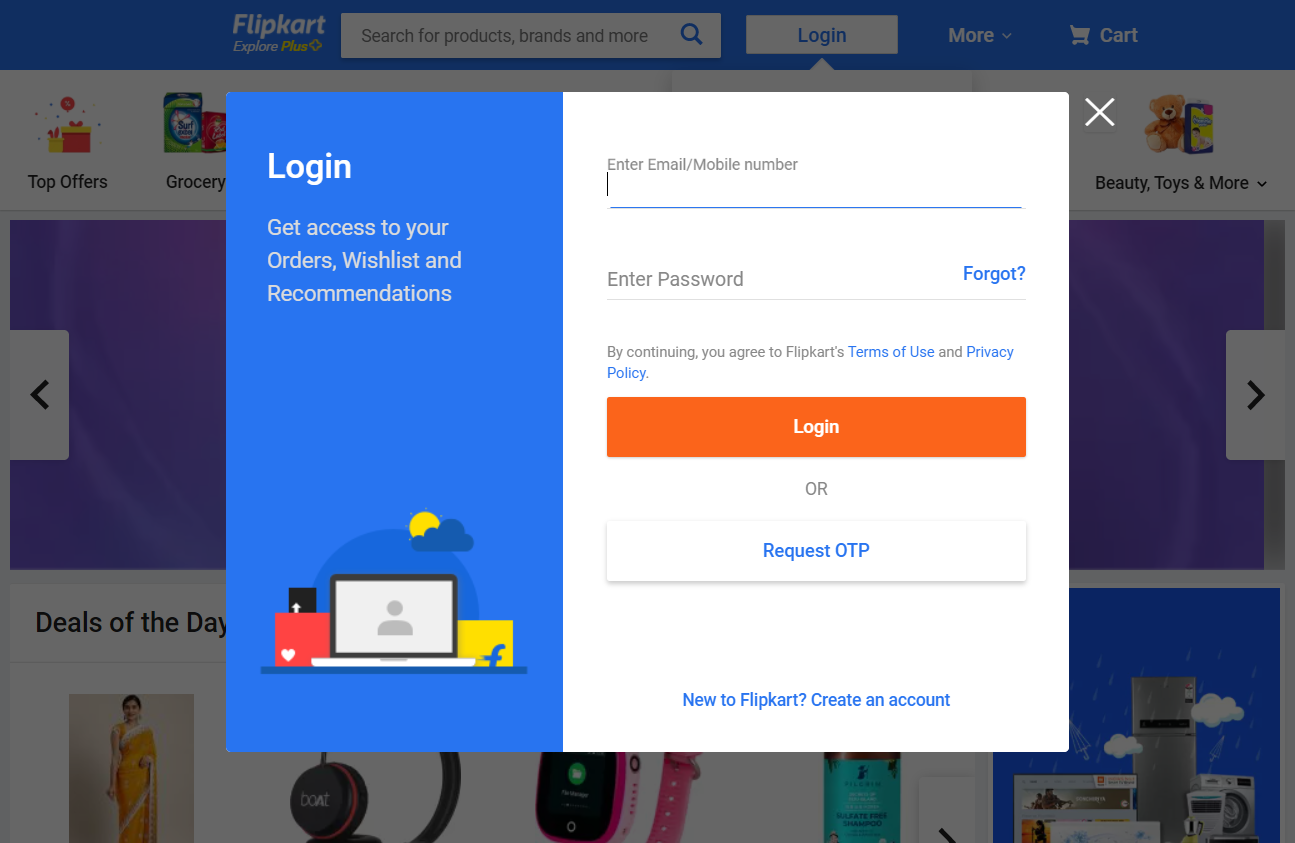 Flipkart
Explore Plus
Search for products, brands and more
Login
More
Cart
Top Offers
Grocery
Beauty, Toys & More
Surf
excel
Login
Get access to your
Orders, Wishlist and
Recommendations
Enter Email/Mobile number
Enter Password
Forgot?
By continuing, you agree to Flipkart's Terms of Use and Privacy
Policy.
Login
OR
Request OTP
New to Flipkart? Create an account
Deals of the Day
boAt
PILGRIM
SULFATE FREE
SHAMPOO